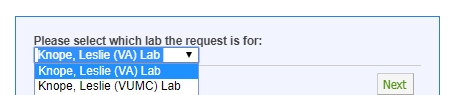 Please select which lab the request is for:
Knope, Leslie (VA) Lab
Knope, Leslie (VA) Lab
Knope, Leslie (VUMC) Lab
Next